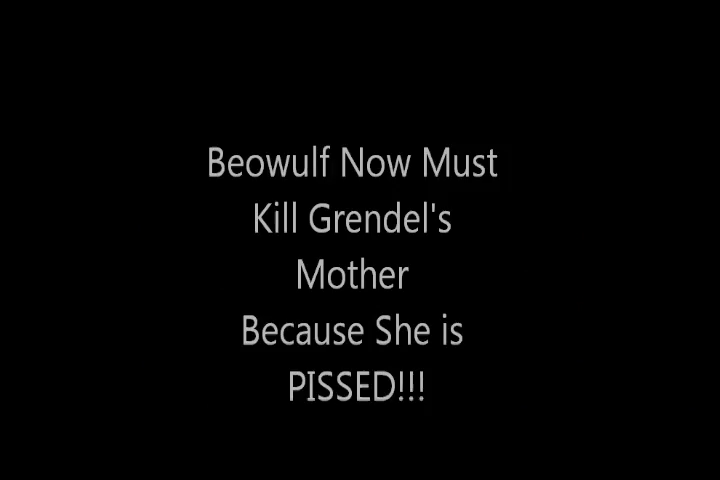 Beowulf Now Must
Kill Grendel's
Mother
Because She is
PISSED!!!